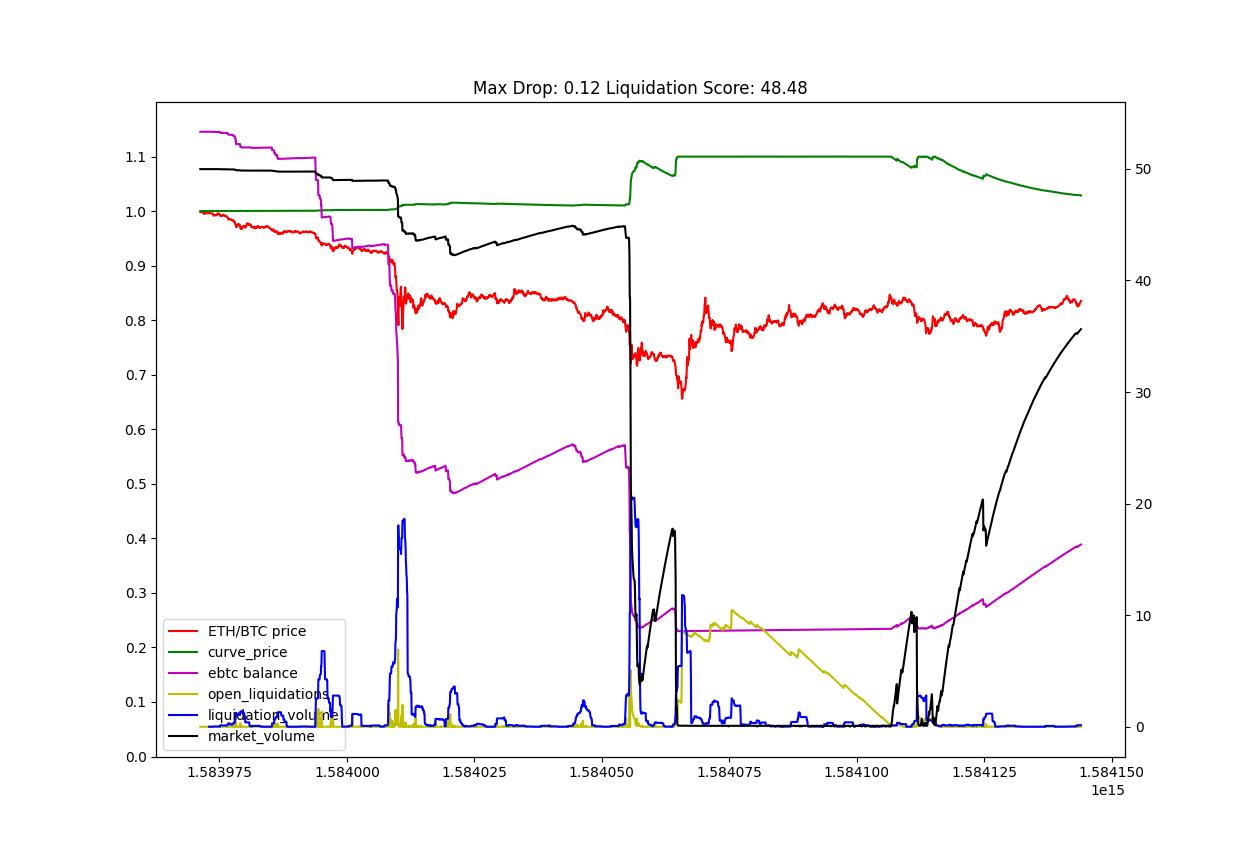 Max Drop: 0.12 Liquidation Score: 48.48
1.1
1.0
0.9
0.8
0.7
0.6
0.5
0.4
0.3
0.2
0.1
0.0
50
40
30
20
10
0
ETH/BTC price
curve_price
ebtc balance
open_liquidations
liquidation_volume
market_volume
1.583975 1.584000 1.584025 1.584050 1.584075 1.584100 1.584125 1.584150
1e15